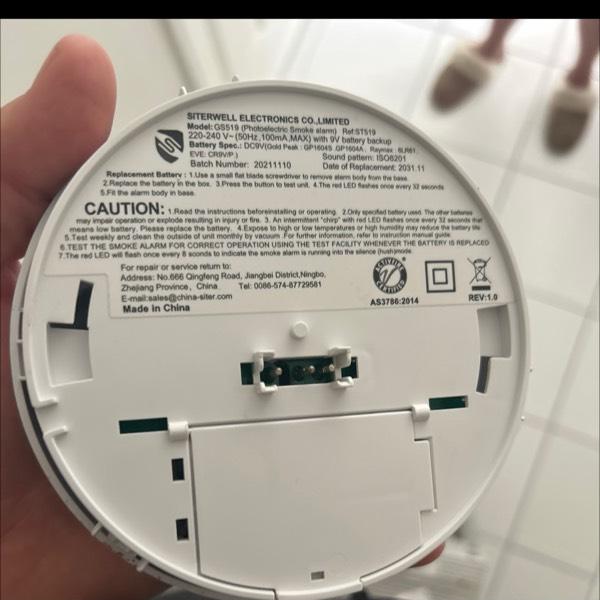 SITERWELL ELECTRONICS CO.,LIMITED
Model: GS519 (Photoelectric Smoke alarm) Ref:ST519
220-240 V~(50Hz,100mA,MAX) with 9V battery backup
Battery Spec.: DC9V(Gold Peak : GP1604S ,GP1604A , Raymax : 6LR61,
EVE: CR9V/P )
Sound pattern: ISO8201
Batch Number: 20211110
Date of Replacement: 2031.11
Replacement Battery : 1.Use a small flat blade screwdriver to remove alarm body from the base.
2.Replace the battery in the box. 3.Press the button to test unit. 4.The red LED flashes once every 32 seconds
5.Fit the alarm body in base.
CAUTION: 1.Read the instructions beforeinstalling or operating. 2.Only specified battery used. The other batteries
may impair operation or explode resulting in injury or fire. 3. An intermittent "chirp" with red LED flashes once every 32 seconds that
means low battery. Please replace the battery. 4.Expose to high or low temperatures or high humidity may reduce the battery life
5.Test weekly and clean the outside of unit monthly by vacuum .For further information, refer to instruction manual guide.
6.TEST THE SMOKE ALARM FOR CORRECT OPERATION USING THE TEST FACILITY WHENEVER THE BATTERY IS REPLACED
7.The red LED will flash once every 8 seconds to indicate the smoke alarm is running into the silence (hush)mode.
For repair or service return to:
Address: No.666 Qingfeng Road, Jiangbei District,Ningbo,
Zhejiang Province, China Tel: 0086-574-87729581
E-mail:sales@china-siter.com
Made in China
ACTIVFIRE
CERTIFIED
AS3786:2014
REV:1.0